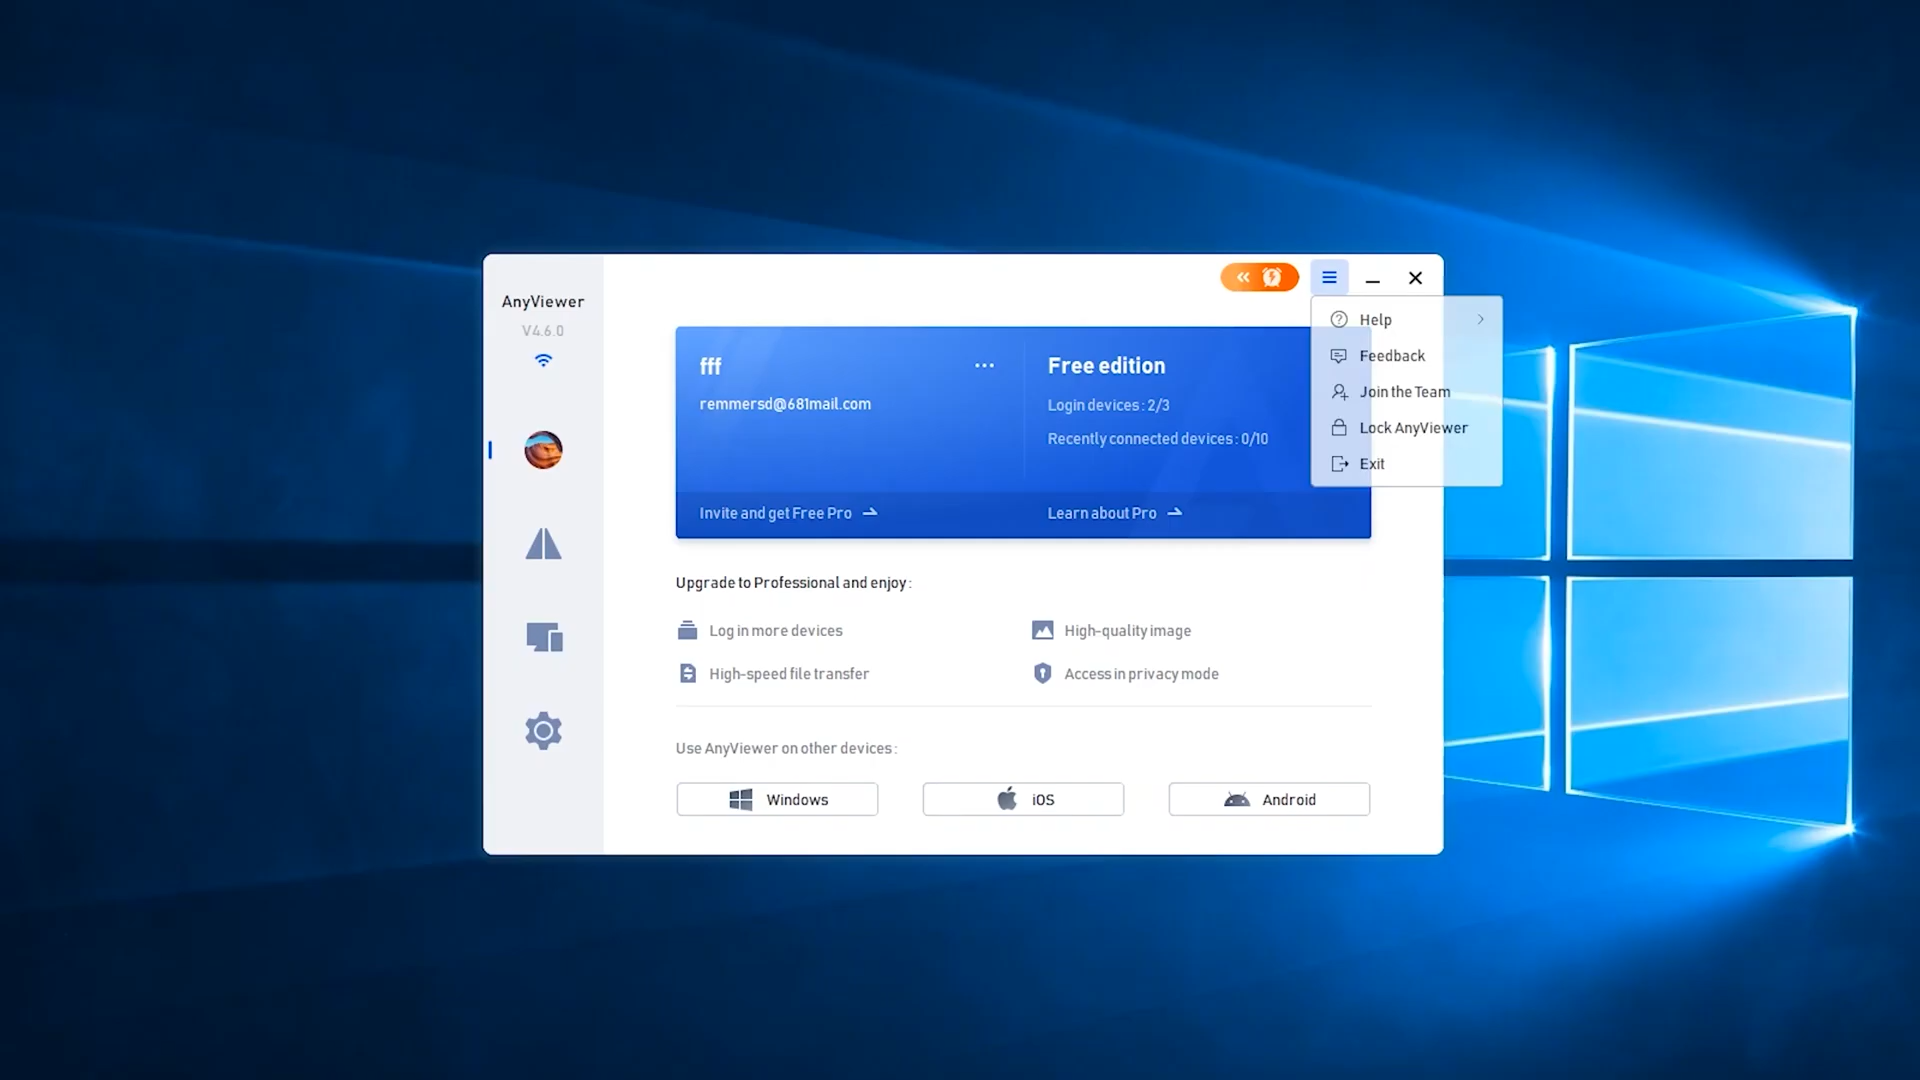 AnyViewer
V4.6.0
Help
Feedback
Join the Team
Lock AnyViewer
Exit
fff
...
remmersd@681mail.com
Free edition
Login devices : 2/3
Recently connected devices : 0/10
Invite and get Free Pro
Learn about Pro
Upgrade to Professional and enjoy :
Log in more devices
High-quality image
High-speed file transfer
Access in privacy mode
Use AnyViewer on other devices :
Windows
iOS
Android